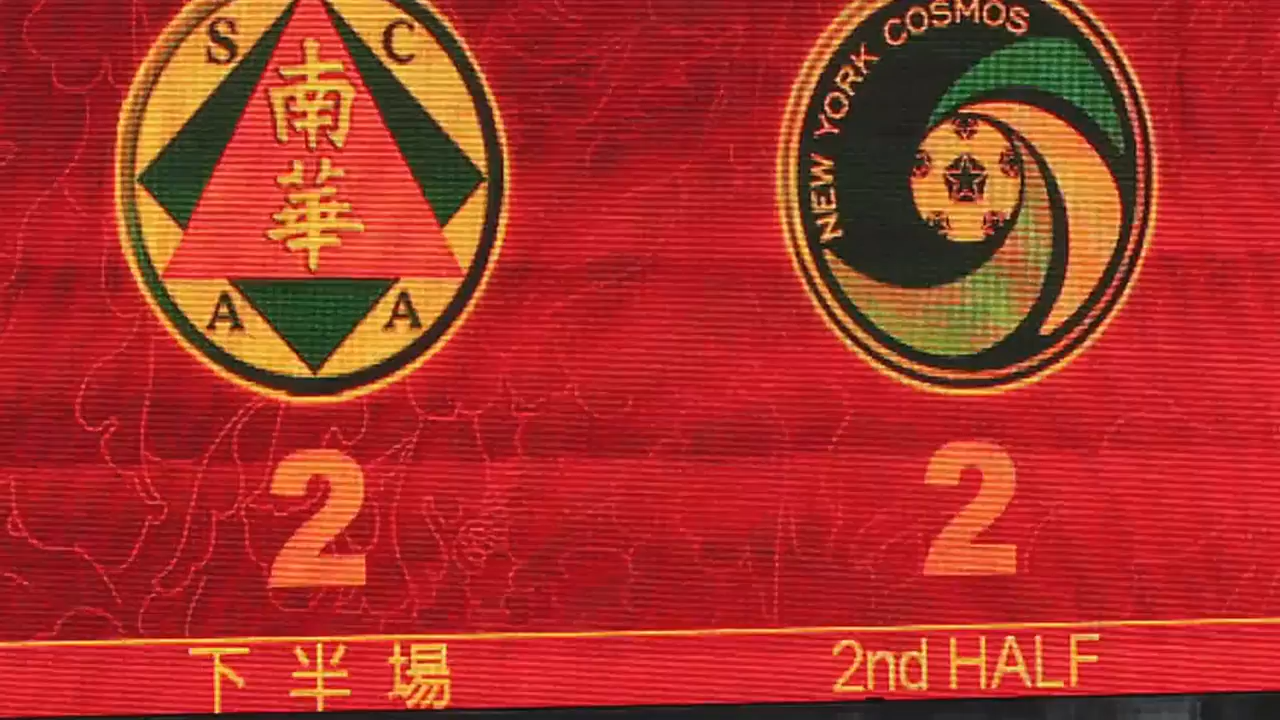 S C
南華
A A
NEW YORK COSMOS
2 2
下半場 2nd HALF